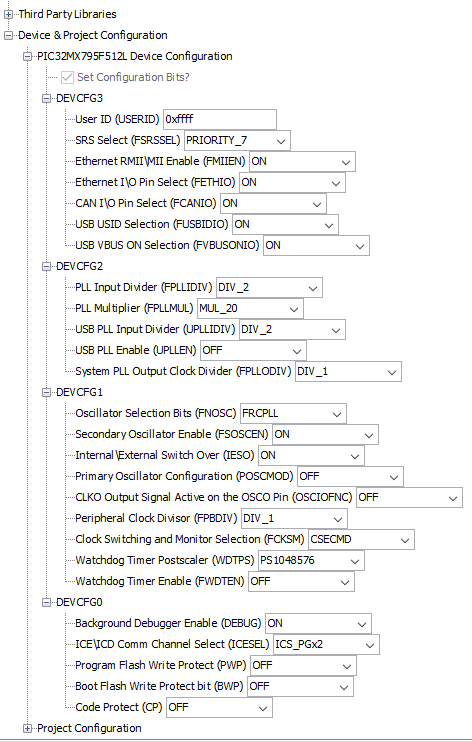 Third Party Libraries
Device & Project Configuration
PIC32MX795F512L Device Configuration
Set Configuration Bits?
DEVCFG3
User ID (USERID) 0xffff
SRS Select (FSRSSEL) PRIORITY_7
Ethernet RMII\MII Enable (FMIIEN) ON
Ethernet I\O Pin Select (FETHIO) ON
CAN I\O Pin Select (FCANIO) ON
USB USID Selection (FUSBIDIO) ON
USB VBUS ON Selection (FVBUSONIO) ON
DEVCFG2
PLL Input Divider (FPLLIDIV) DIV_2
PLL Multiplier (FPLLMUL) MUL_20
USB PLL Input Divider (UPLLIDIV) DIV_2
USB PLL Enable (UPLLEN) OFF
System PLL Output Clock Divider (FPLLODIV) DIV_1
DEVCFG1
Oscillator Selection Bits (FNOSC) FRCPLL
Secondary Oscillator Enable (FSOSCEN) ON
Internal\External Switch Over (IESO) ON
Primary Oscillator Configuration (POSCMOD) OFF
CLKO Output Signal Active on the OSCO Pin (OSCIOFNC) OFF
Peripheral Clock Divisor (FPBDIV) DIV_1
Clock Switching and Monitor Selection (FCKSM) CSECMD
Watchdog Timer Postscaler (WDTPS) PS1048576
Watchdog Timer Enable (FWDTEN) OFF
DEVCFG0
Background Debugger Enable (DEBUG) ON
ICE\ICD Comm Channel Select (ICESEL) ICS_PGx2
Program Flash Write Protect (PWP) OFF
Boot Flash Write Protect bit (BWP) OFF
Code Protect (CP) OFF
Project Configuration